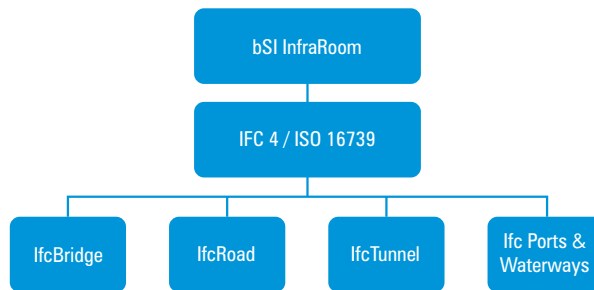 bSI InfraRoom
IFC 4 / ISO 16739
IfcBridge
IfcRoad
IfcTunnel
Ifc Ports &
Waterways